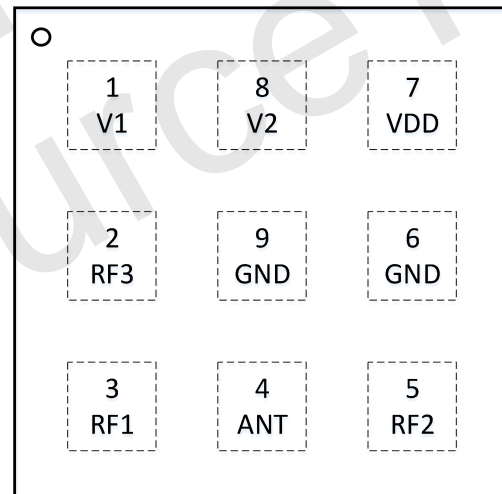 1 8 7
V1 V2 VDD
2 9 6
RF3 GND GND
3 4 5
RF1 ANT RF2